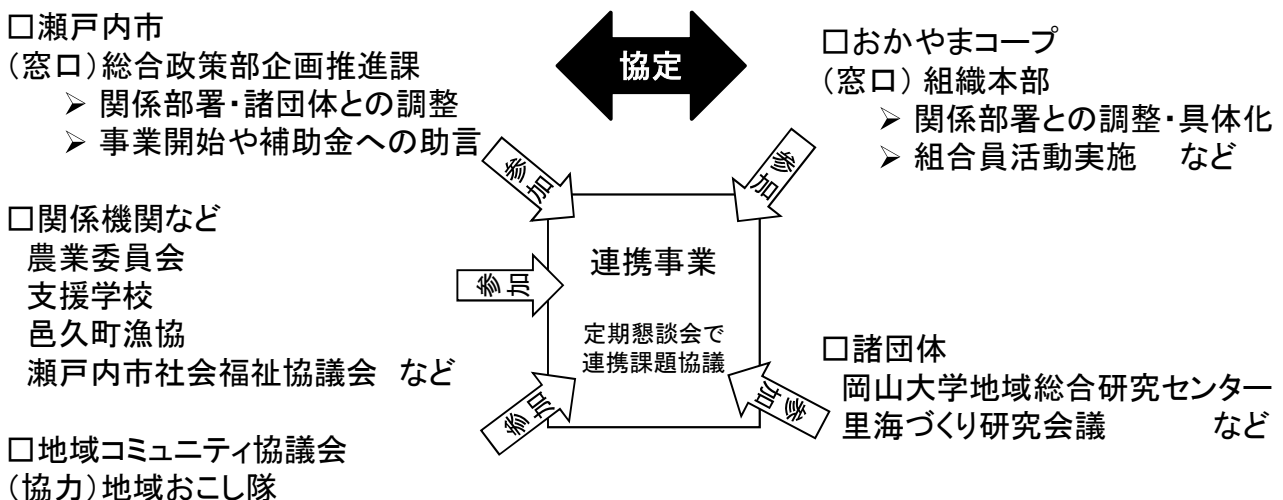 □瀬戸内市
（窓口）総合政策部企画推進課
➢ 関係部署・諸団体との調整
➢ 事業開始や補助金への助言
協定
□おかやまコープ
（窓口） 組織本部
➢ 関係部署との調整・具体化
➢ 組合員活動実施　など
参加
参加
□関係機関など
農業委員会
支援学校
邑久町漁協
瀬戸内市社会福祉協議会　など
参加
連携事業
定期懇談会で
連携課題協議
□諸団体
岡山大学地域総合研究センター
里海づくり研究会議　　　など
参加
参加
□地域コミュニティ協議会
（協力）地域おこし隊